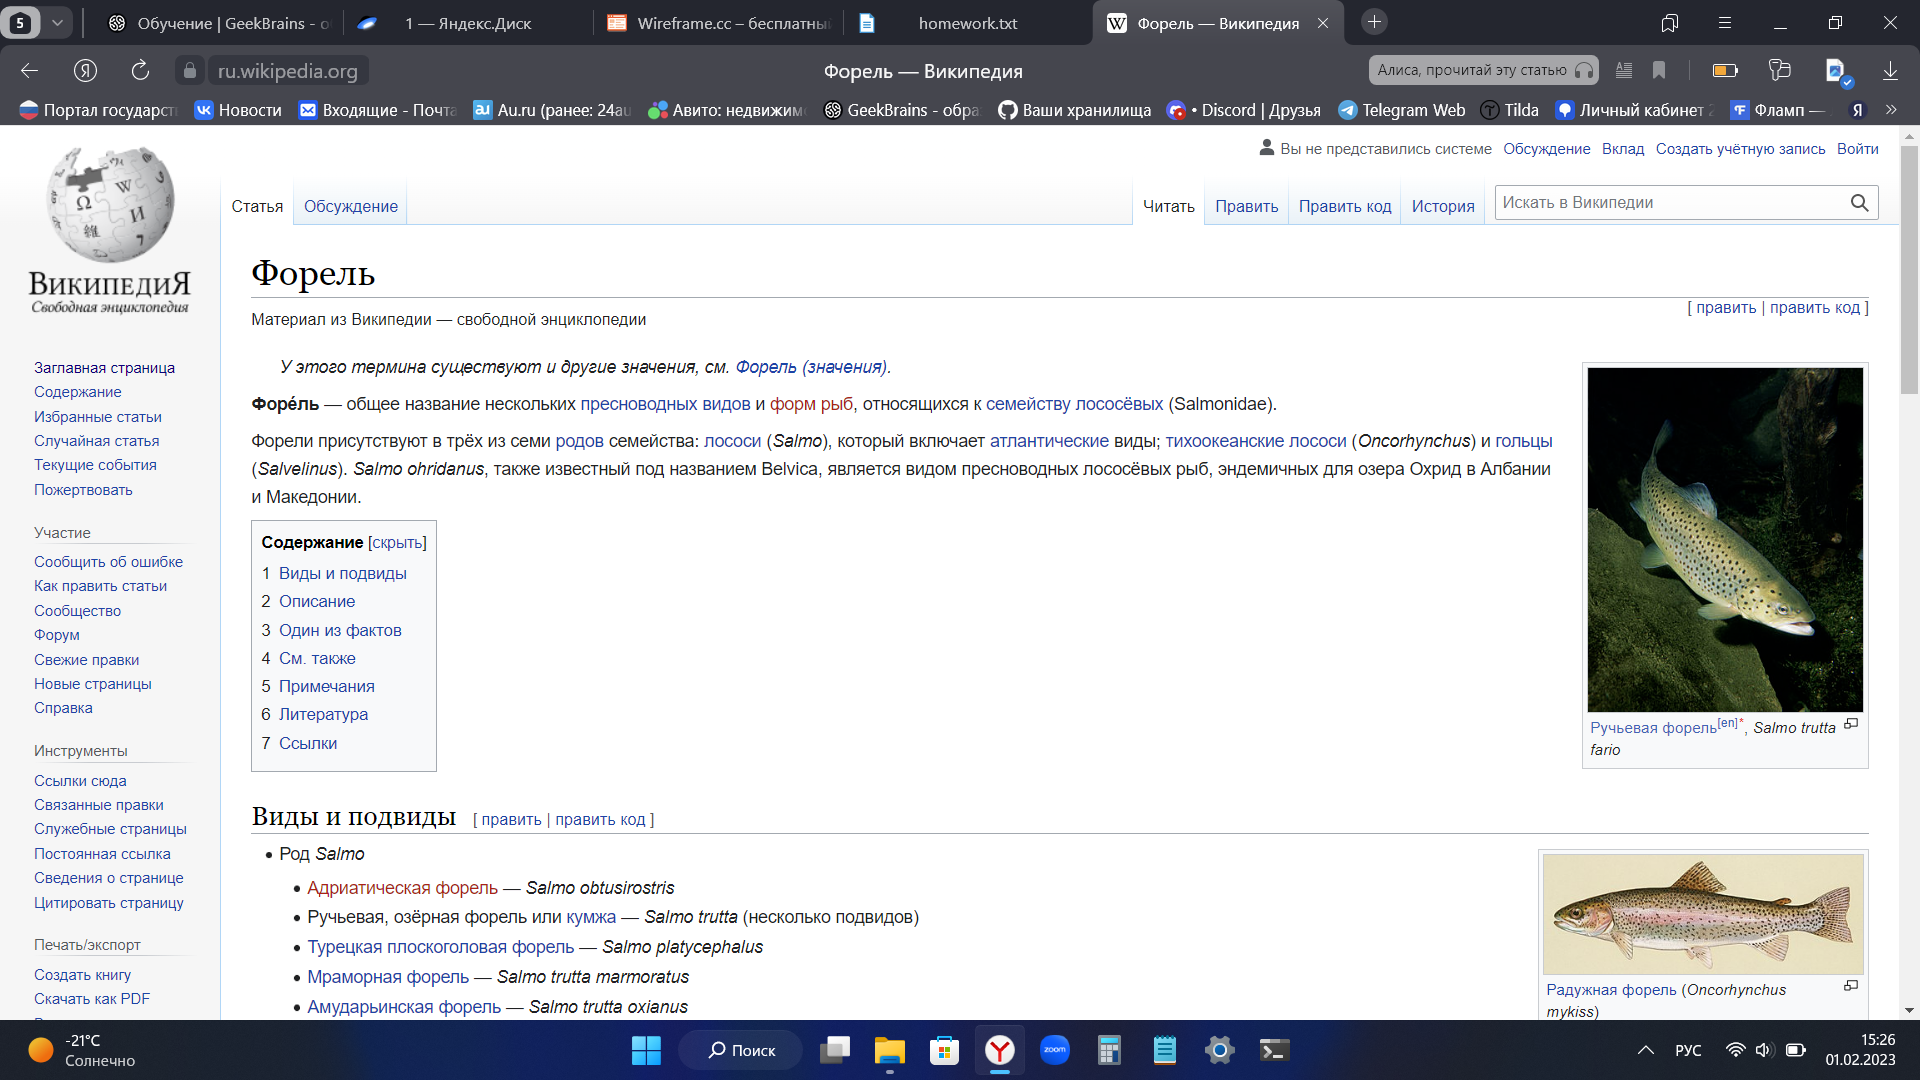 5
Обучение | GeekBrains - о
1 — Яндекс.Диск
Wireframe.cc – бесплатны
homework.txt
Форель — Википедия
ru.wikipedia.org
Форель — Википедия
Алиса, прочитай эту статью
Портал государст
Новости
Входящие - Почта
Au.ru (ранее: 24au
Авито: недвижим
GeekBrains - обра
Ваши хранилища
• Discord | Друзья
Telegram Web
Tilda
Личный кабинет 2
Фламп —
Вы не представились системе
Обсуждение
Вклад
Создать учётную запись
Войти
ВикипедиЯ
Свободная энциклопедия
Статья
Обсуждение
Читать
Править
Править код
История
Искать в Википедии
Форель
[ править | править код ]
Материал из Википедии — свободной энциклопедии
Заглавная страница
Содержание
Избранные статьи
Случайная статья
Текущие события
Пожертвовать
Участие
Сообщить об ошибке
Как править статьи
Сообщество
Форум
Свежие правки
Новые страницы
Справка
Инструменты
Ссылки сюда
Связанные правки
Служебные страницы
Постоянная ссылка
Сведения о странице
Цитировать страницу
Печать/экспорт
Создать книгу
Скачать как PDF
У этого термина существуют и другие значения, см. Форель (значения).
Форе́ль — общее название нескольких пресноводных видов и форм рыб, относящихся к семейству лососёвых (Salmonidae).
Форели присутствуют в трёх из семи родов семейства: лососи (Salmo), который включает атлантические виды; тихоокеанские лососи (Oncorhynchus) и гольцы
(Salvelinus). Salmo ohridanus, также известный под названием Belvica, является видом пресноводных лососёвых рыб, эндемичных для озера Охрид в Албании
и Македонии.
Содержание [скрыть]
1 Виды и подвиды
2 Описание
3 Один из фактов
4 См. также
5 Примечания
6 Литература
7 Ссылки
Ручьевая форель[en]*, Salmo trutta
fario
Виды и подвиды [ править | править код ]
• Род Salmo
• Адриатическая форель — Salmo obtusirostris
• Ручьевая, озёрная форель или кумжа — Salmo trutta (несколько подвидов)
• Турецкая плоскоголовая форель — Salmo platycephalus
• Мраморная форель — Salmo trutta marmoratus
• Амударьинская форель — Salmo trutta oxianus
Радужная форель (Oncorhynchus
mykiss)
-21°C
Солнечно
Поиск
zoom
РУС
15:26
01.02.2023